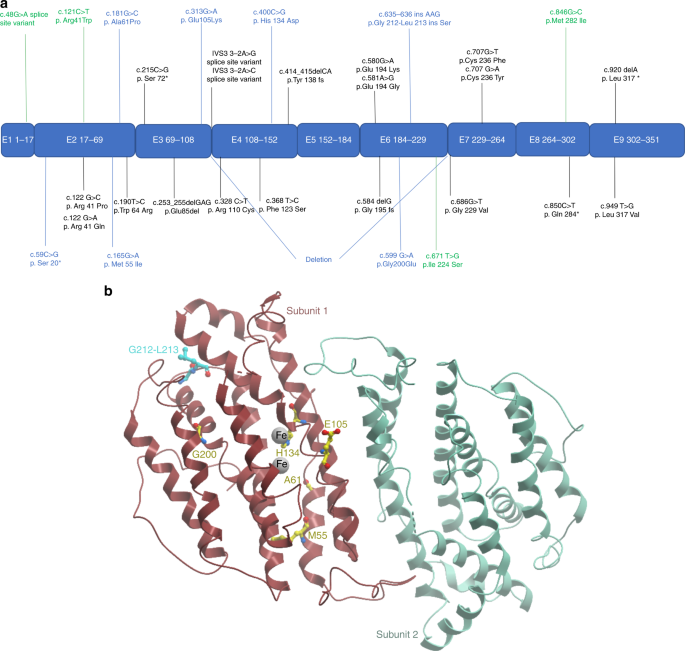 a
c.48G>A splice
site variant
c.121C>T
p. Arg41Trp
c.181G>C
p. Ala61Pro
c.313G>A
p. Glu105Lys
c.400C>G
p. His 134 Asp
c.635–636 ins AAG
p.Gly 212-Leu 213 ins Ser
c.846G>A
p.Met 282 Ile
c.215C>G
p. Ser 72*
IVS3 3–2A>G
splice site variant
IVS3 3–2A>C
splice site variant
c.414_415delCA
p.Tyr 138 fs
c.580G>A
p.Glu 194 Lys
c.581A>G
p.Glu 194 Gly
c.707G>T
p.Cys 236 Phe
c.707 G>A
p.Cys 236 Tyr
c.920 delA
p. Leu 317 *
E1 1–17
E2 17–69
E3 69–108
E4 108–152
E5 152–184
E6 184–229
E7 229–264
E8 264–302
E9 302–351
c.122 G>C
p. Arg 41 Pro
c.122 G>A
p. Arg 41 Gln
c.190T>C
p.Trp 64 Arg
c.253_255delGAG
p.Glu85del
c.328 C>T
p. Arg 110 Cys
c.368 T>C
p. Phe 123 Ser
c.584 delG
p. Gly 195 fs
c.686G>T
p.Gly 229 Val
c.850C>T
p. Gln 284*
c.949 T>G
p. Leu 317 Val
c.59C>G
p. Ser 20*
c.165G>A
p. Met 55 Ile
Deletion
c.599 G>A
p.Gly200Glu
c.671 T>G
p.Ile 224 Ser
b
Subunit 1
G212-L213
E105
Fe
G200
H134
Fe
A61
M55
Subunit 2